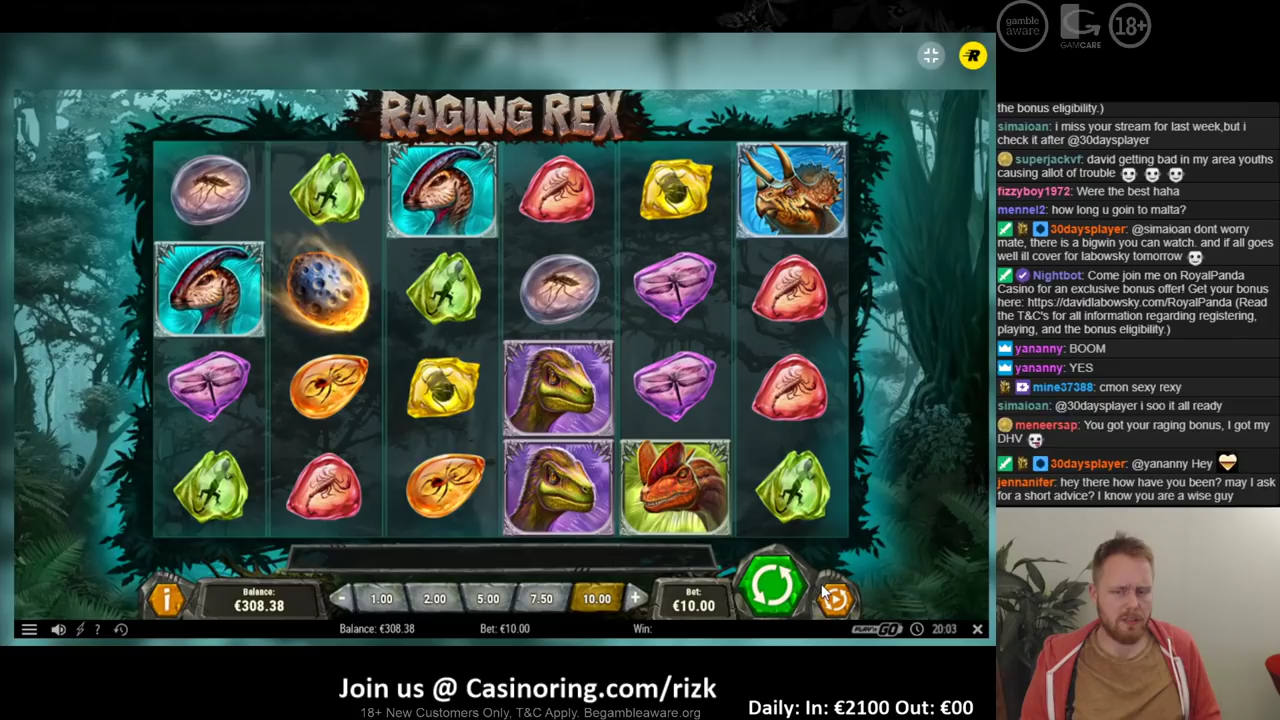 gamble
aware
GAMCARE
18+
R
RAGING REX
the bonus eligibility.)
simaioan: i miss your stream for last week,but i
check it after @30daysplayer
superjackvf: david getting bad in my area youths
causing allot of trouble
fizzyboy1972: Were the best haha
mennel2: how long u goin to malta?
30daysplayer: @simaioan dont worry
mate, there is a bigwin you can watch. and if all goes
well ill cover for labowsky tomorrow
Nightbot: Come join me on RoyalPanda
Casino for an exclusive bonus offer! Get your bonus
here: https://davidlabowsky.com/RoyalPanda (Read
the T&C's for all information regarding registering,
playing, and the bonus eligibility.)
yananny: BOOM
yananny: YES
mine37388: cmon sexy rexy
simaioan: @30daysplayer i soo it all ready
meneersap: You got your raging bonus, I got my
DHV
30daysplayer: @yananny Hey
jennanifer: hey there how have you been? may I ask
for a short advice? I know you are a wise guy
i
Balance:
€308.38
- 1.00 2.00 5.00 7.50 10.00 +
Bet:
€10.00
? Balance: €308.38 Bet: €10.00 Win: PLAY'n GO 20:03
Join us @ Casinoring.com/rizk
18+ New Customers Only, T&C Apply. Begambleaware.org
Daily: In: €2100 Out: €00